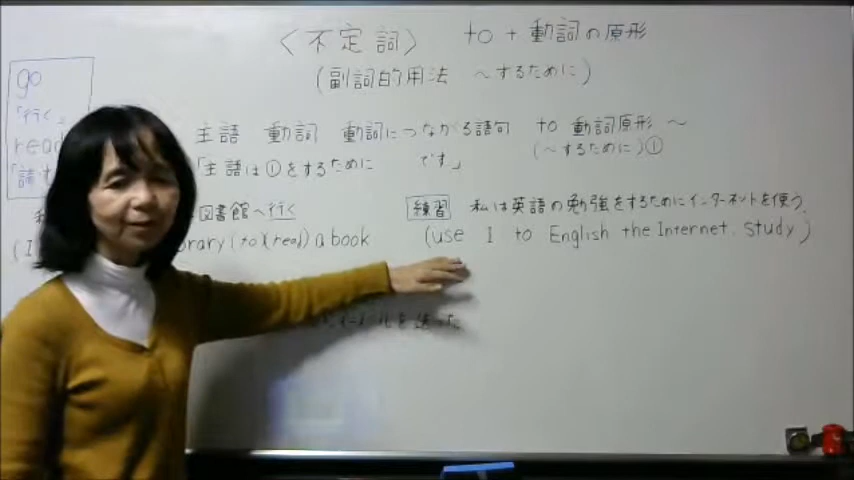 <不定詞> to + 動詞の原形
(副詞的用法 ~するために)
go
「行く」
read
主語 動詞 動詞につながる語句 to 動詞原形 ~
「主語は①をするために です」 (~するために)①
図書館へ行く
練習 私は英語の勉強をするためにインターネットを使う。
(to)(read) a book
(use I to English the Internet study)